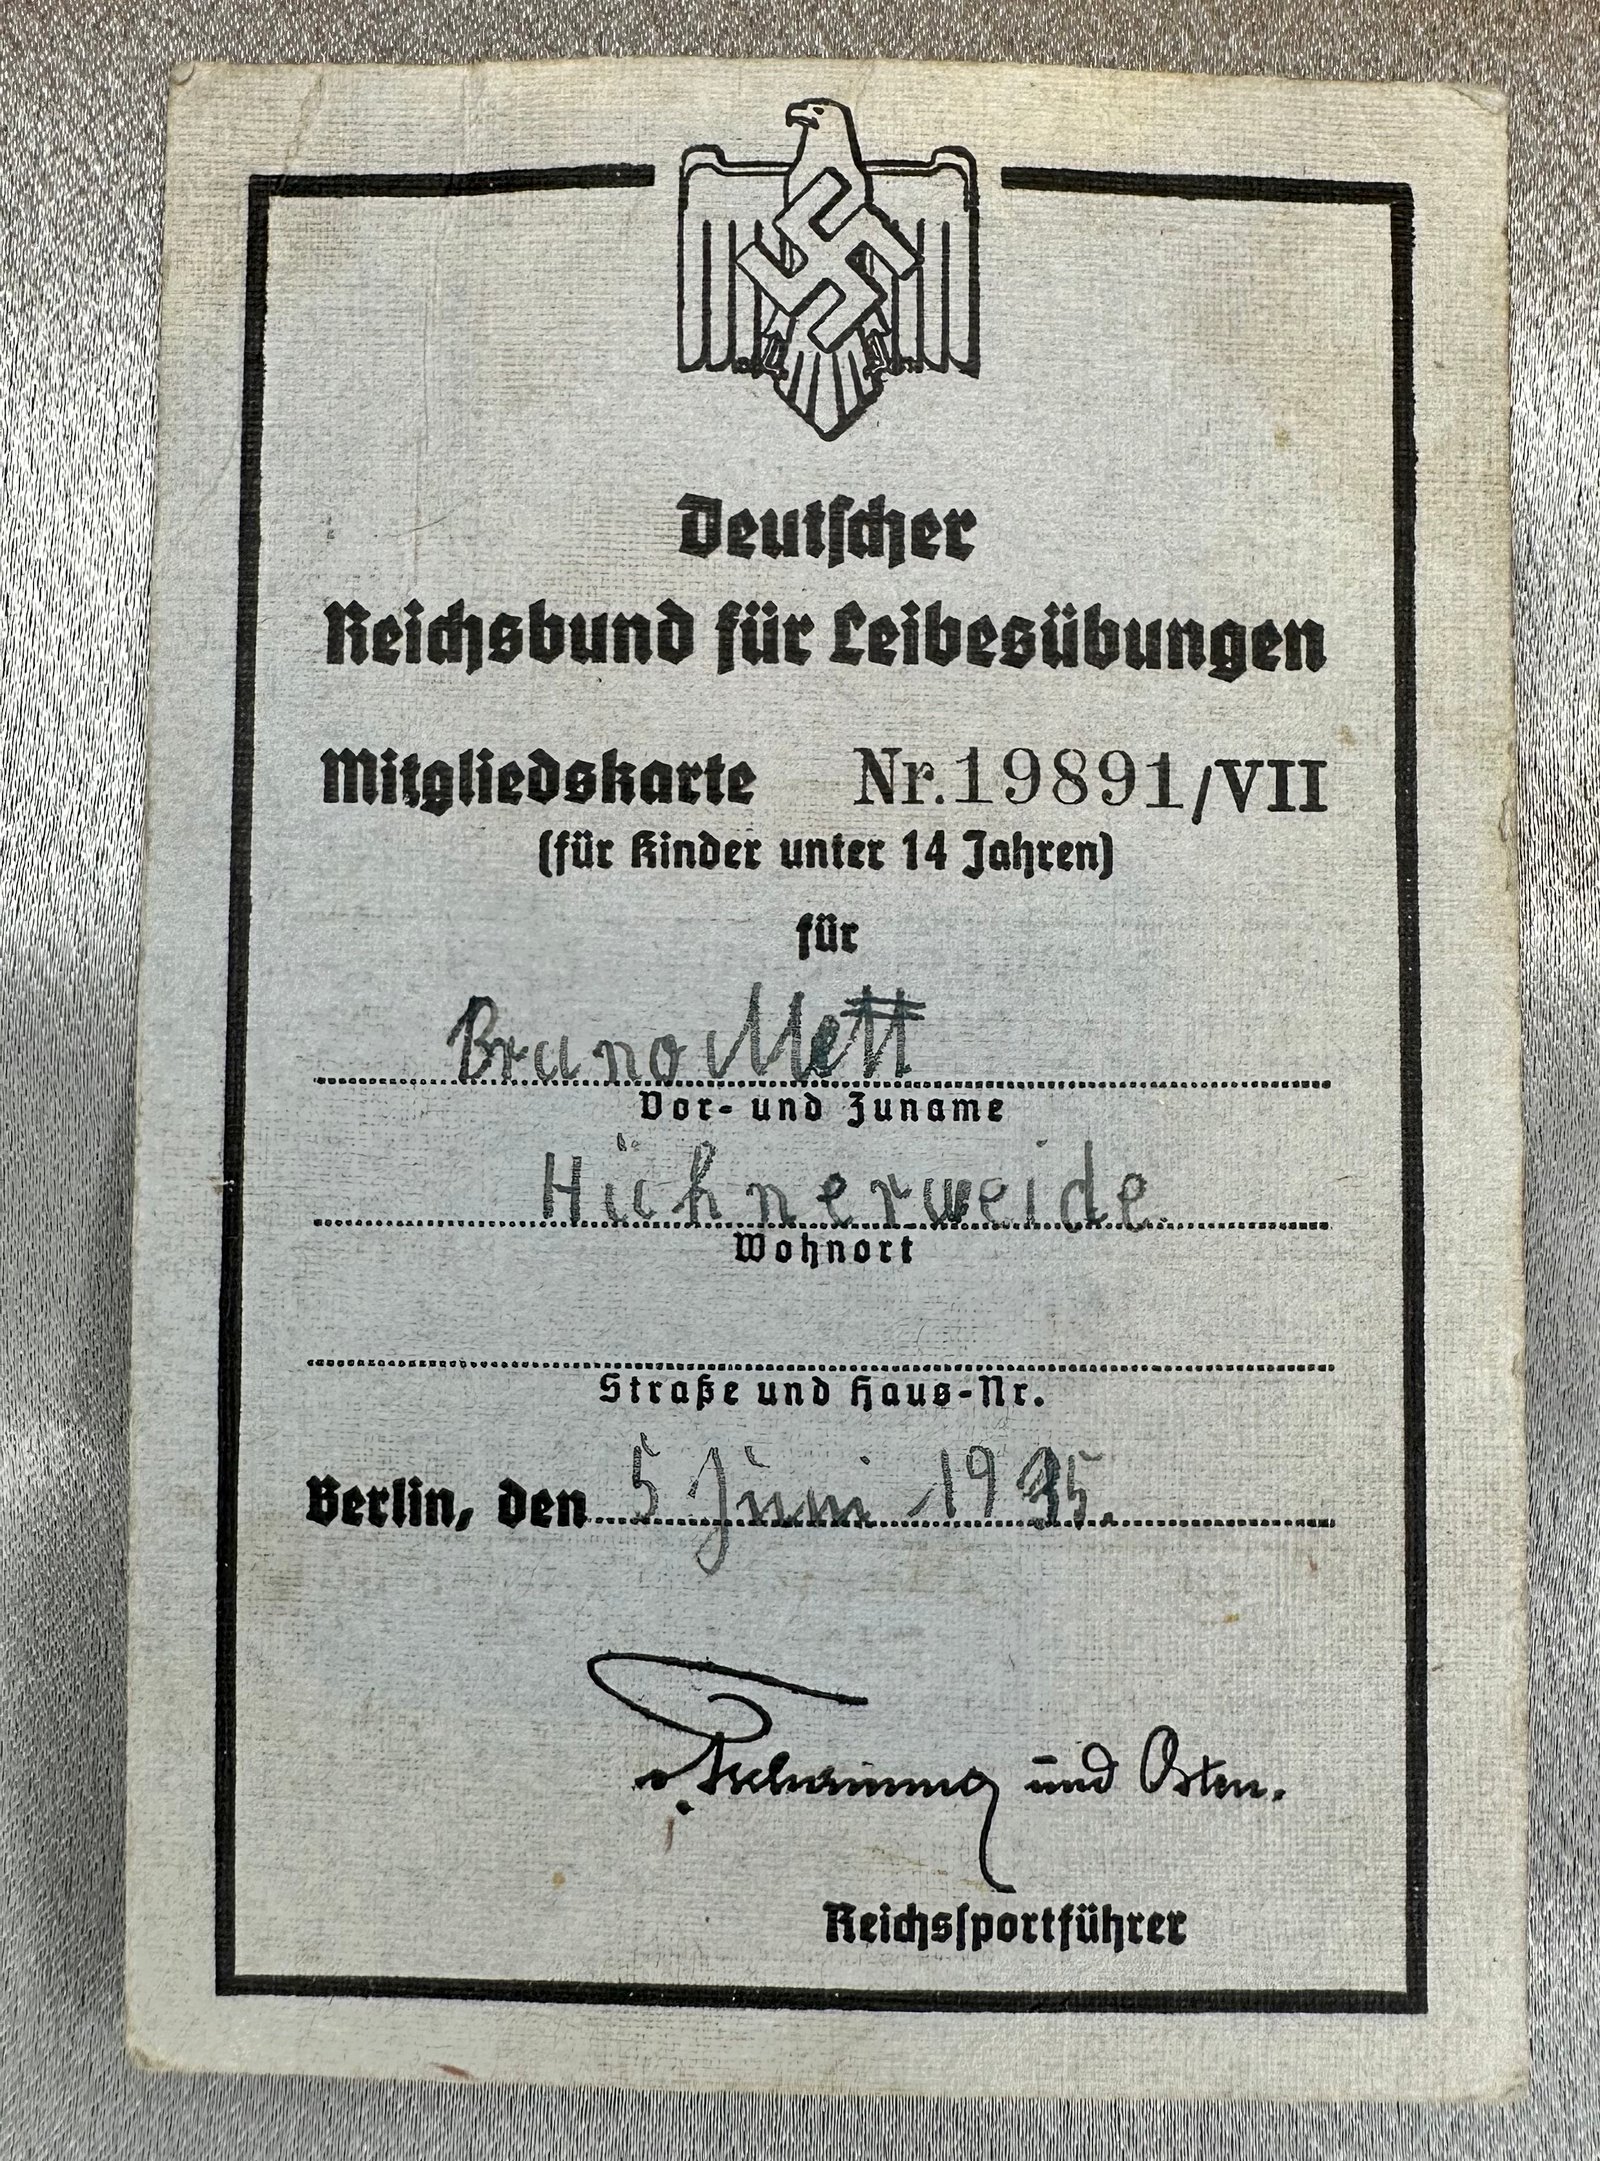 Deutscher
Reichsbund für Leibesübungen
Mitgliedskarte Nr. 19891/VII
(für Kinder unter 14 Jahren)
für
Bruno Mett
Vor- und Zuname
Hühnerweide
Wohnort
Straße und Haus-Nr.
Berlin, den 5 Juni 1935.
v. Tschammer und Osten.
Reichssportführer